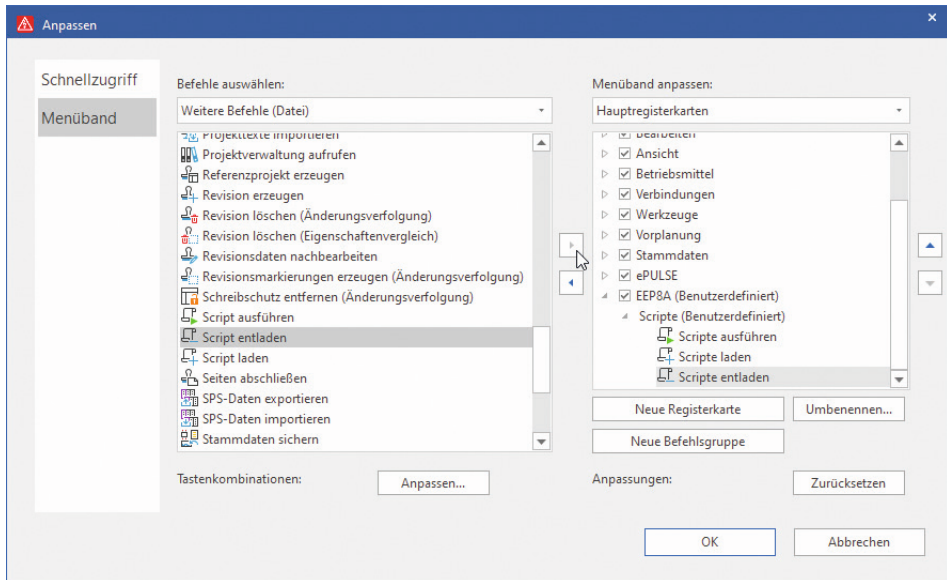 Anpassen
Schnellzugriff
Menüband
Befehle auswählen:
Weitere Befehle (Datei)
Projekttexte importieren
Projektverwaltung aufrufen
Referenzprojekt erzeugen
Revision erzeugen
Revision löschen (Änderungsverfolgung)
Revision löschen (Eigenschaftenvergleich)
Revisionsdaten nachbearbeiten
Revisionsmarkierungen erzeugen (Änderungsverfolgung)
Schreibschutz entfernen (Änderungsverfolgung)
Script ausführen
Script entladen
Script laden
Seiten abschließen
SPS-Daten exportieren
SPS-Daten importieren
Stammdaten sichern
Tastenkombinationen:
Anpassen...
Menüband anpassen:
Hauptregisterkarten
Bearbeiten
Ansicht
Betriebsmittel
Verbindungen
Werkzeuge
Vorplanung
Stammdaten
ePULSE
EEP8A (Benutzerdefiniert)
Scripte (Benutzerdefiniert)
Scripte ausführen
Scripte laden
Scripte entladen
Neue Registerkarte
Umbenennen...
Neue Befehlsgruppe
Anpassungen:
Zurücksetzen
OK
Abbrechen